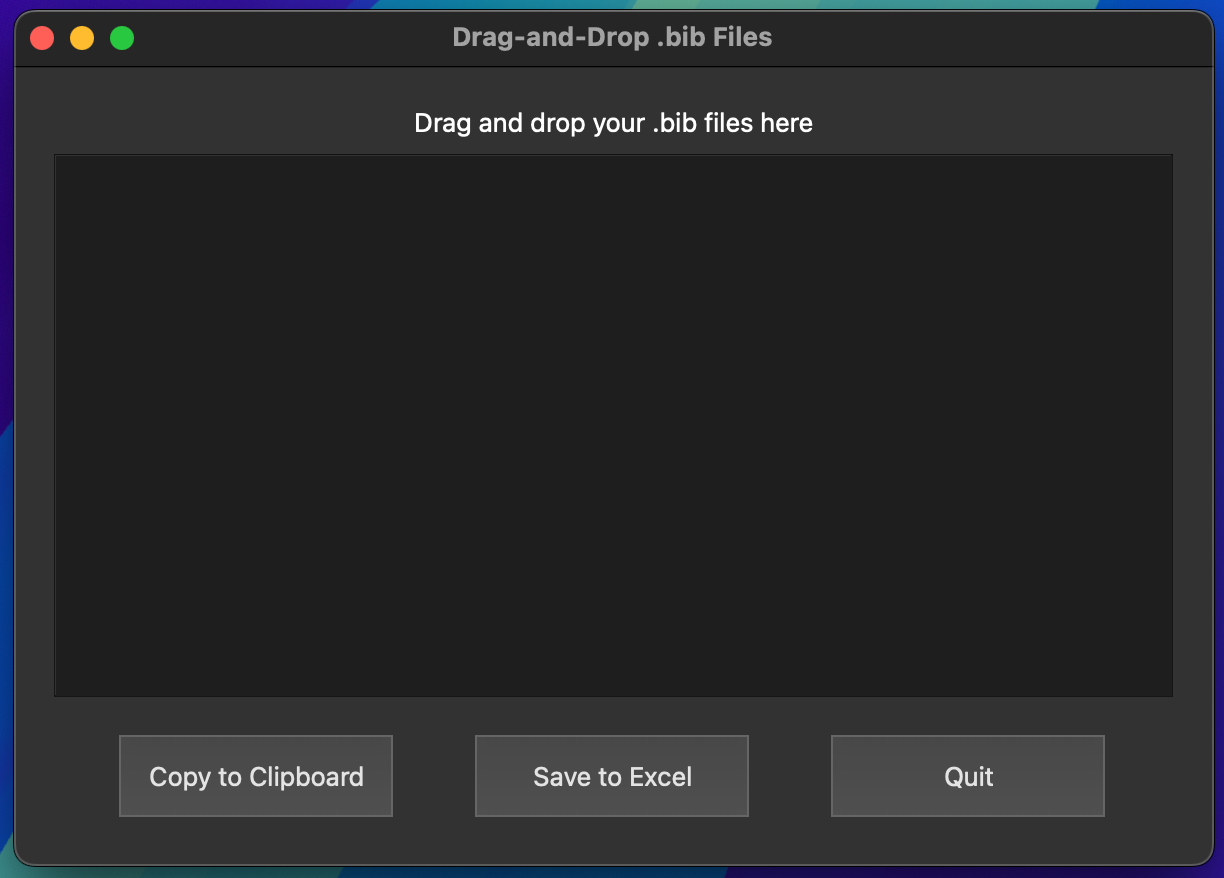 Drag-and-Drop .bib Files
Drag and drop your .bib files here
Copy to Clipboard
Save to Excel
Quit